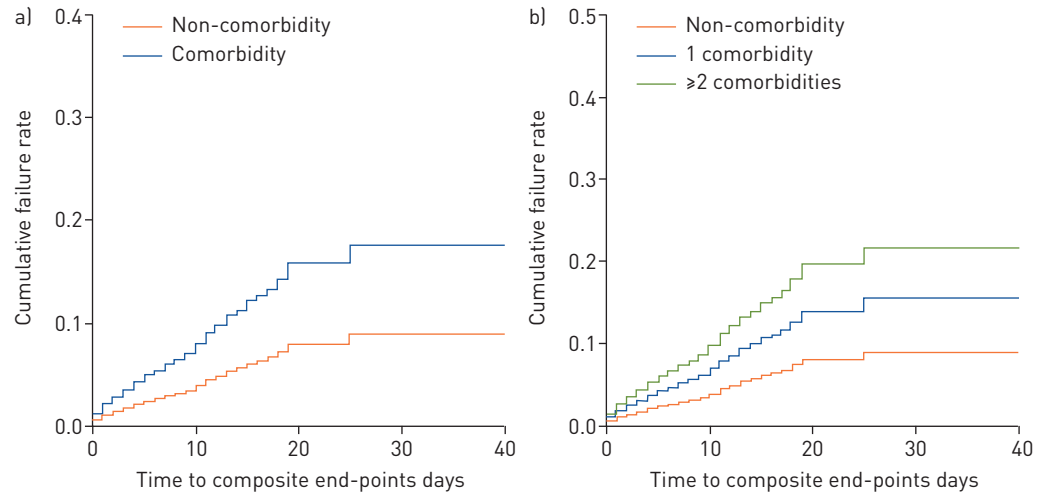 a)
Non-comorbidity
Comorbidity
0.4
0.3
0.2
0.1
0.0
Cumulative failure rate
0 10 20 30 40
Time to composite end-points days
b)
Non-comorbidity
1 comorbidity
⩾2 comorbidities
0.5
0.4
0.3
0.2
0.1
0.0
Cumulative failure rate
0 10 20 30 40
Time to composite end-points days